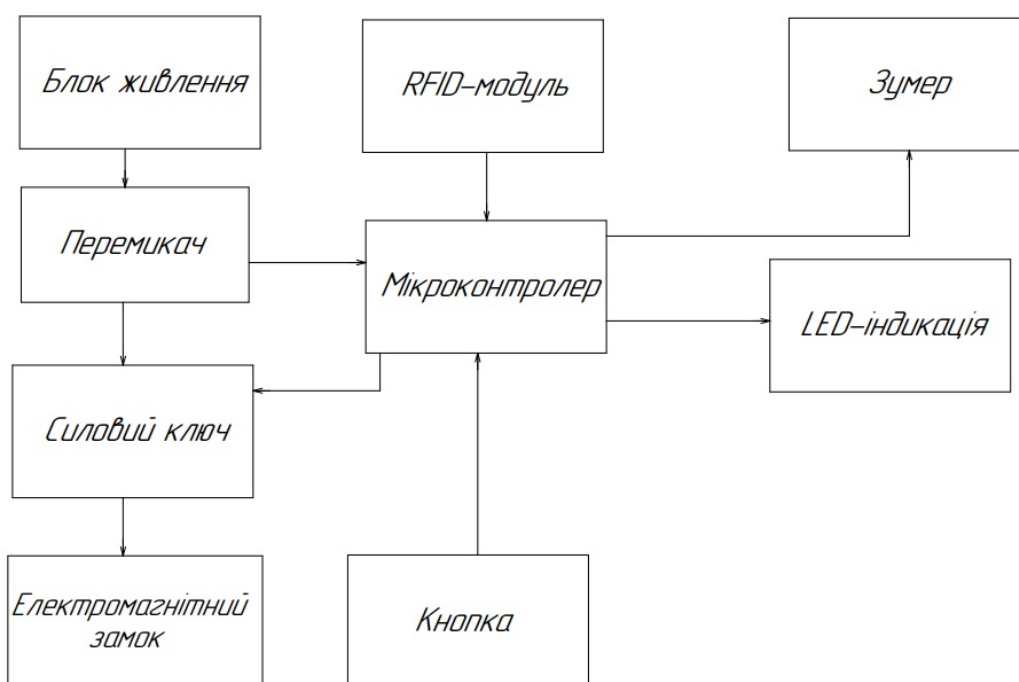 Блок живлення
RFID-модуль
Зумер
Перемикач
Мікроконтролер
LED-індикація
Силовий ключ
Електромагнітний
замок
Кнопка